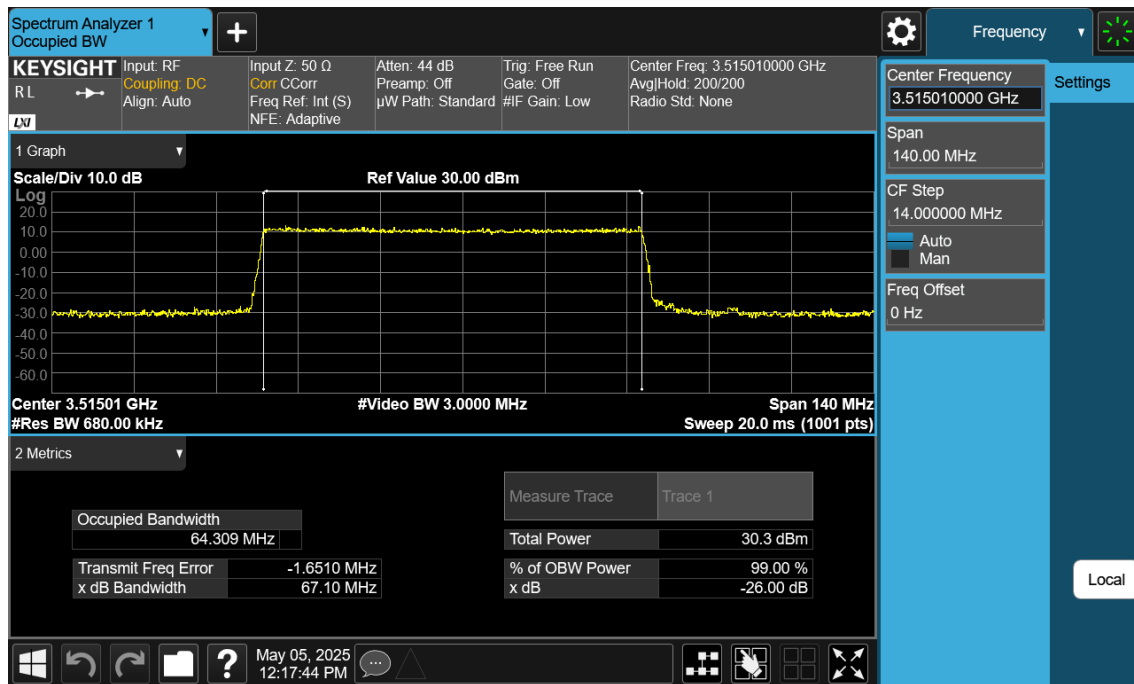 Spectrum Analyzer 1
Occupied BW
+
Frequency
KEYSIGHT
R L
LXI
Input: RF
Coupling: DC
Align: Auto
Input Z: 50 Ω
Corr CCorr
Freq Ref: Int (S)
NFE: Adaptive
Atten: 44 dB
Preamp: Off
µW Path: Standard
Trig: Free Run
Gate: Off
#IF Gain: Low
Center Freq: 3.515010000 GHz
Avg|Hold: 200/200
Radio Std: None
1 Graph
Scale/Div 10.0 dB
Ref Value 30.00 dBm
Log
20.0
10.0
0.00
-10.0
-20.0
-30.0
-40.0
-50.0
-60.0
Center 3.51501 GHz
#Video BW 3.0000 MHz
Span 140 MHz
#Res BW 680.00 kHz
Sweep 20.0 ms (1001 pts)
2 Metrics
Measure Trace
Trace 1
Occupied Bandwidth
64.309 MHz
Total Power
30.3 dBm
Transmit Freq Error
-1.6510 MHz
% of OBW Power
99.00 %
x dB Bandwidth
67.10 MHz
x dB
-26.00 dB
Center Frequency
3.515010000 GHz
Settings
Span
140.00 MHz
CF Step
14.000000 MHz
Auto
Man
Freq Offset
0 Hz
Local
?
May 05, 2025
12:17:44 PM